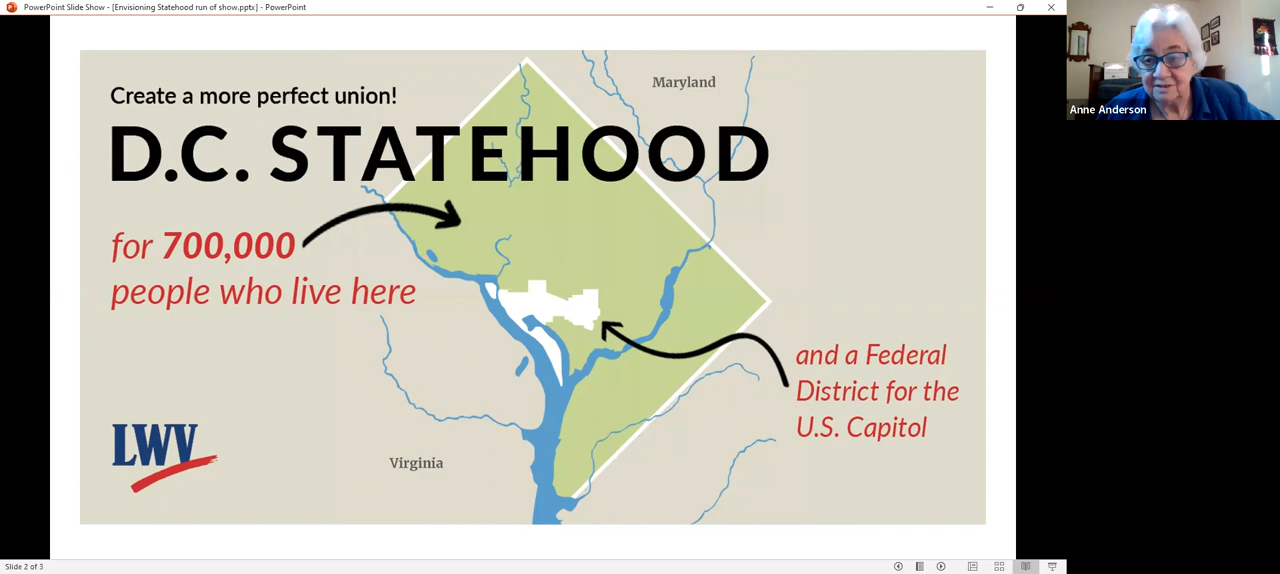 PowerPoint Slide Show - [Envisioning Statehood run of show.pptx] - PowerPoint
Anne Anderson
Create a more perfect union!
D.C. STATEHOOD
for 700,000
people who live here
Maryland
and a Federal
District for the
U.S. Capitol
LWV
Virginia
Slide 2 of 3